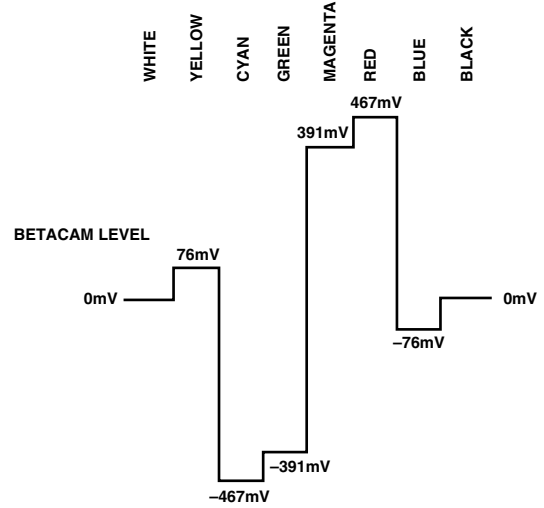 WHITE
YELLOW
CYAN
GREEN
MAGENTA
RED
BLUE
BLACK
467mV
391mV
BETACAM LEVEL
76mV
0mV
0mV
–76mV
–391mV
–467mV